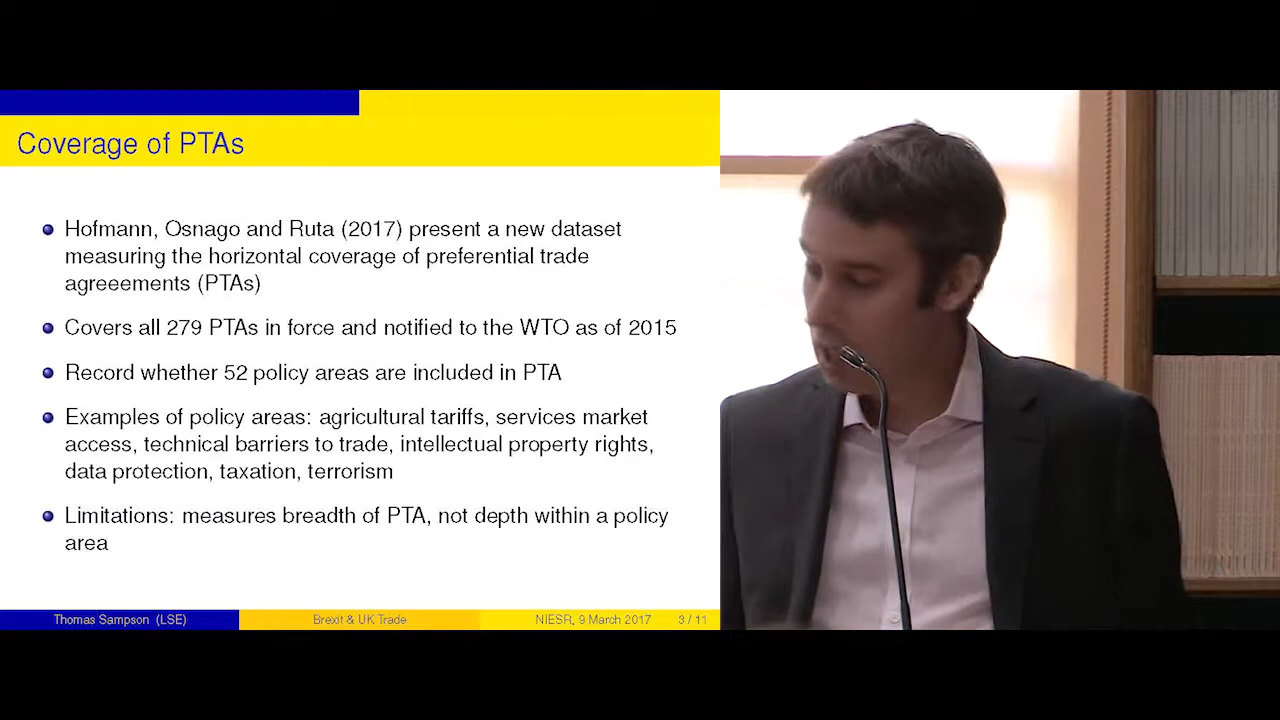 Coverage of PTAs
Hofmann, Osnago and Ruta (2017) present a new dataset
measuring the horizontal coverage of preferential trade
agreeements (PTAs)
Covers all 279 PTAs in force and notified to the WTO as of 2015
Record whether 52 policy areas are included in PTA
Examples of policy areas: agricultural tariffs, services market
access, technical barriers to trade, intellectual property rights,
data protection, taxation, terrorism
Limitations: measures breadth of PTA, not depth within a policy
area
Thomas Sampson (LSE) Brexit & UK Trade NIESR, 9 March 2017 3 / 11